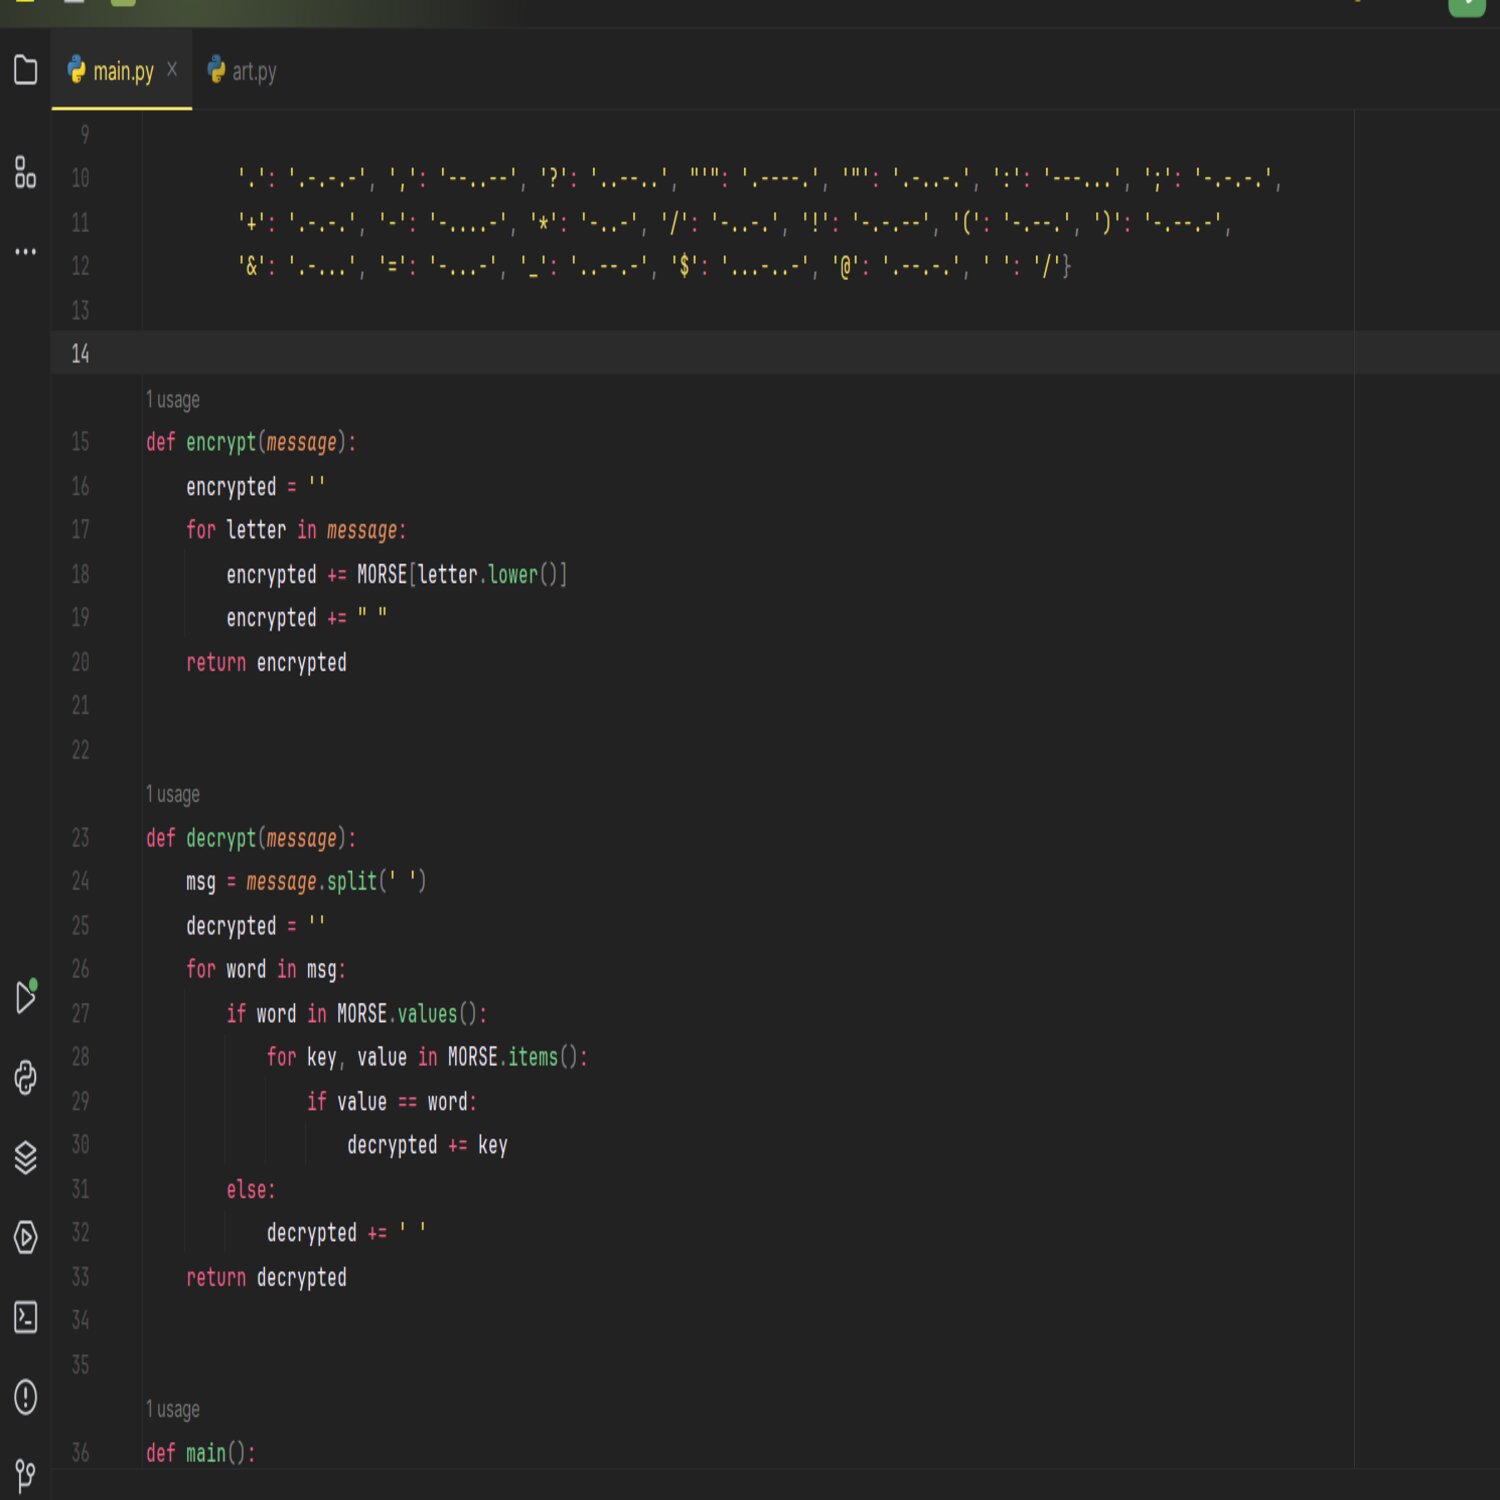 main.py × art.py
9
10 '.': '.-.-.-', ',': '--..--', '?': '..--..', "'": '.----.', '"': '.-..-.', ':': '---...', ';': '-.-.-.',
11 '+': '.-.-.', '-': '-....-', '*': '-..-', '/': '-..-.', '!': '-.-.--', '(': '-.--.', ')': '-.--.-',
12 '&': '.-...', '=': '-...-', '_': '..--.-', '$': '...-..-', '@': '.--.-.', ' ': '/'}
13
14
1 usage
15 def encrypt(message):
16     encrypted = ''
17     for letter in message:
18         encrypted += MORSE[letter.lower()]
19         encrypted += " "
20     return encrypted
21
22
1 usage
23 def decrypt(message):
24     msg = message.split(' ')
25     decrypted = ''
26     for word in msg:
27         if word in MORSE.values():
28             for key, value in MORSE.items():
29                 if value == word:
30                     decrypted += key
31         else:
32             decrypted += ' '
33     return decrypted
34
35
1 usage
36 def main():